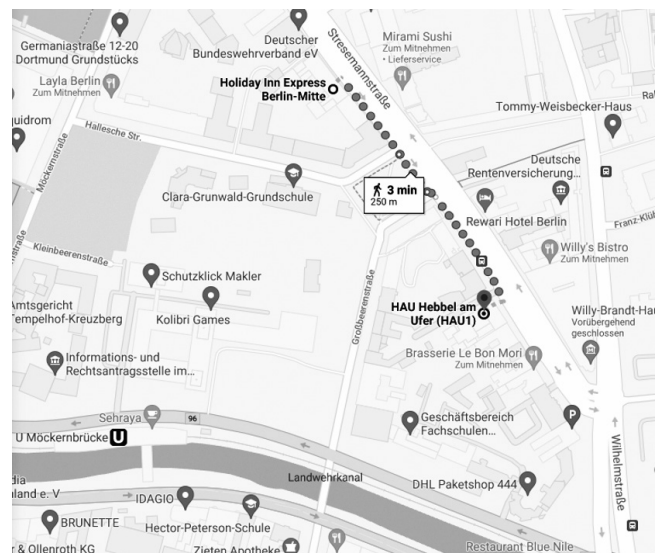 Germaniastraße 12-20
Dortmund Grundstücks
Deutscher
Bundeswehrverband eV
Stresemannstraße
Mirami Sushi
Zum Mitnehmen
• Lieferservice
Layla Berlin
Zum Mitnehmen
Holiday Inn Express
Berlin-Mitte
Tommy-Weisbecker-Haus
quidrom
Hallesche Str.
Möckernstraße
Deutsche
Rentenversicherung...
3 min
250 m
Clara-Grunwald-Grundschule
Rewari Hotel Berlin
Franz-Klü
Kleinbeerenstraße
Willy's Bistro
Zum Mitnehmen
Schutzklick Makler
Großbeerenstraße
HAU Hebbel am
Ufer (HAU1)
Amtsgericht
Tempelhof-Kreuzberg
Kolibri Games
Willy-Brandt-Hau
Vorübergehend
geschlossen
Informations- und
Rechtsantragsstelle im...
Brasserie Le Bon Mori
Zum Mitnehmen
Sehraya
96
Geschäftsbereich
Fachschulen...
P
U Möckernbrücke
U
Wilhelmstraße
Landwehrkanal
DHL Paketshop 444
dia
nland e. V
IDAGIO
BRUNETTE
Hector-Peterson-Schule
r & Ollenroth KG
Zieten Apotheke
Restaurant Blue Nile